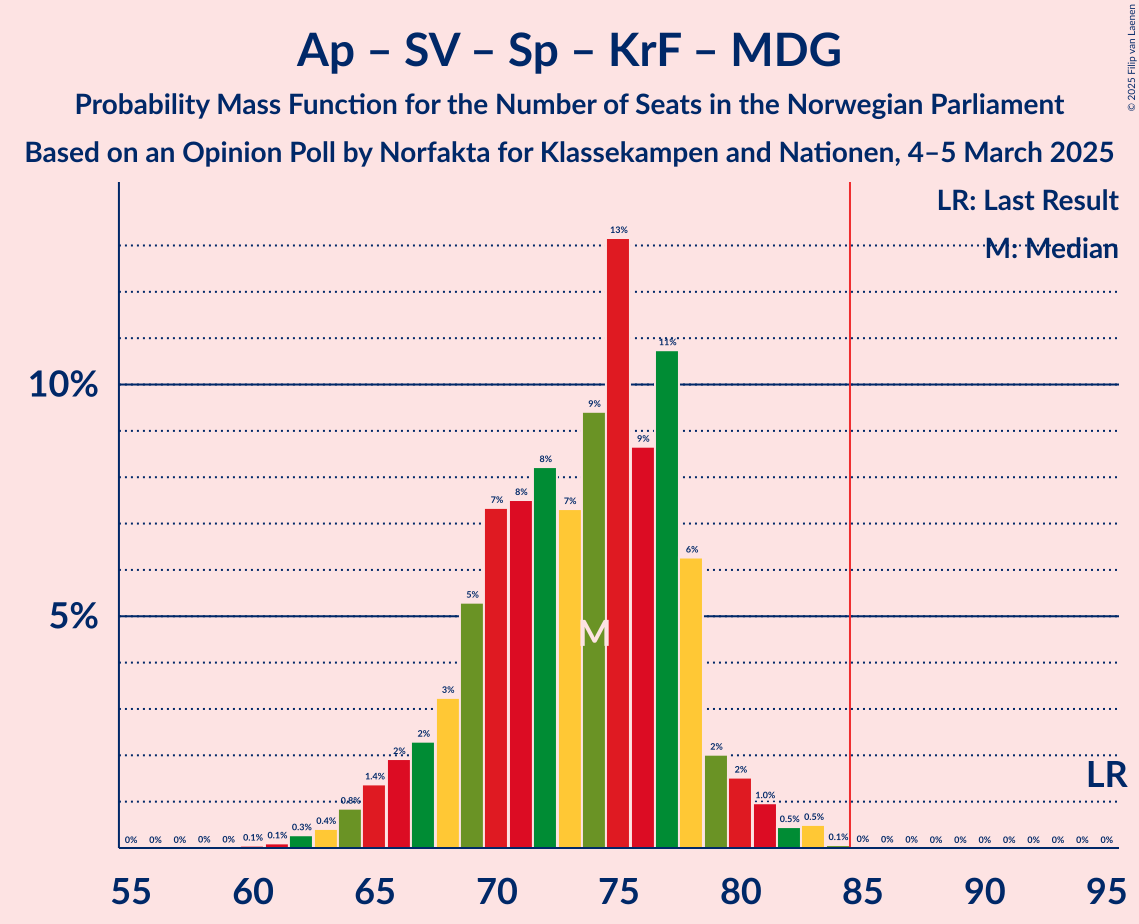 © 2025 Filip van Laenen
Ap – SV – Sp – KrF – MDG
Probability Mass Function for the Number of Seats in the Norwegian Parliament
Based on an Opinion Poll by Norfakta for Klassekampen and Nationen, 4–5 March 2025
LR: Last Result
M: Median
10%
5%
0% 0% 0% 0% 0% 0.1% 0.1% 0.3% 0.4% 0.8% 1.4% 2% 2% 3% 5% 7% 8% 8% 7% 9% 13% 9% 11% 6% 2% 2% 1.0% 0.5% 0.5% 0.1% 0% 0% 0% 0% 0% 0% 0% 0% 0% 0% 0%
M
LR
55 60 65 70 75 80 85 90 95